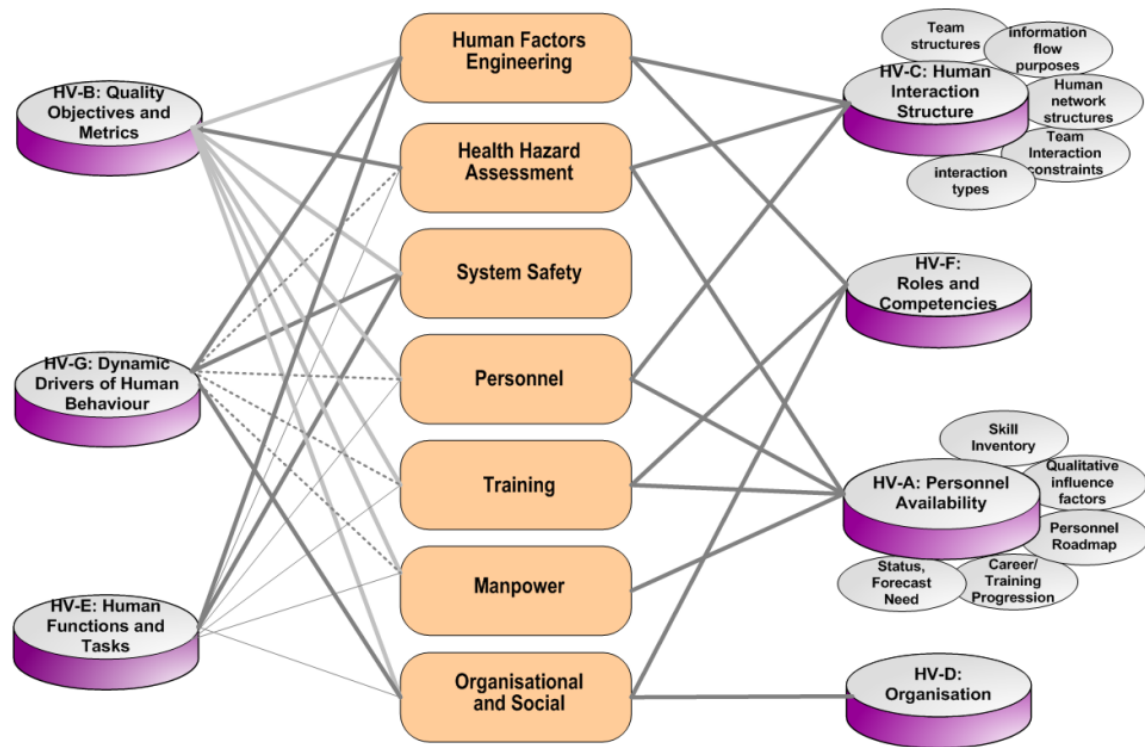 HV-B: Quality
Objectives and
Metrics
HV-G: Dynamic
Drivers of Human
Behaviour
HV-E: Human
Functions and
Tasks
Human Factors
Engineering
Health Hazard
Assessment
System Safety
Personnel
Training
Manpower
Organisational
and Social
Team
structures
information
flow
purposes
HV-C: Human
Interaction
Structure
Human
network
structures
Team
Interaction
constraints
interaction
types
HV-F:
Roles and
Competencies
Skill
Inventory
Qualitative
influence
factors
HV-A: Personnel
Availability
Personnel
Roadmap
Status,
Forecast
Need
Career/
Training
Progression
HV-D:
Organisation